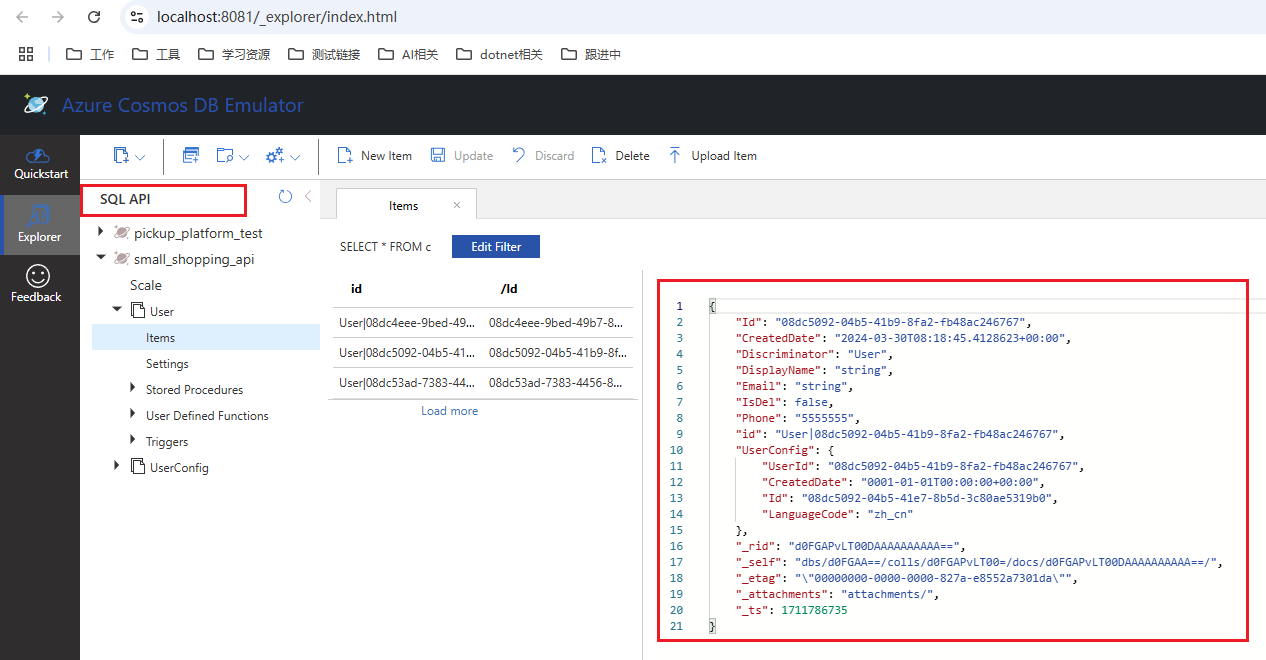 localhost:8081/_explorer/index.html
工作 工具 学习资源 测试链接 AI相关 dotnet相关 跟进中
Azure Cosmos DB Emulator
Quickstart
Explorer
Feedback
New Item Update Discard Delete Upload Item
SQL API
pickup_platform_test
small_shopping_api
Scale
User
Items
Settings
Stored Procedures
User Defined Functions
Triggers
UserConfig
Items
SELECT * FROM c Edit Filter
id /Id
User|08dc4eee-9bed-49... 08dc4eee-9bed-49b7-8...
User|08dc5092-04b5-41... 08dc5092-04b5-41b9-8f...
User|08dc53ad-7383-44... 08dc53ad-7383-4456-8...
Load more
1 {
2 "Id": "08dc5092-04b5-41b9-8fa2-fb48ac246767",
3 "CreatedDate": "2024-03-30T08:18:45.4128623+00:00",
4 "Discriminator": "User",
5 "DisplayName": "string",
6 "Email": "string",
7 "IsDel": false,
8 "Phone": "5555555",
9 "id": "User|08dc5092-04b5-41b9-8fa2-fb48ac246767",
10 "UserConfig": {
11 "UserId": "08dc5092-04b5-41b9-8fa2-fb48ac246767",
12 "CreatedDate": "0001-01-01T00:00:00+00:00",
13 "Id": "08dc5092-04b5-41e7-8b5d-3c80ae5319b0",
14 "LanguageCode": "zh_cn"
15 },
16 "_rid": "d0FGAPvLT00DAAAAAAAAAA==",
17 "_self": "dbs/d0FGAA==/colls/d0FGAPvLT00=/docs/d0FGAPvLT00DAAAAAAAAAA==/",
18 "_etag": "\"00000000-0000-0000-827a-e8552a7301da\"",
19 "_attachments": "attachments/",
20 "_ts": 1711786735
21 }